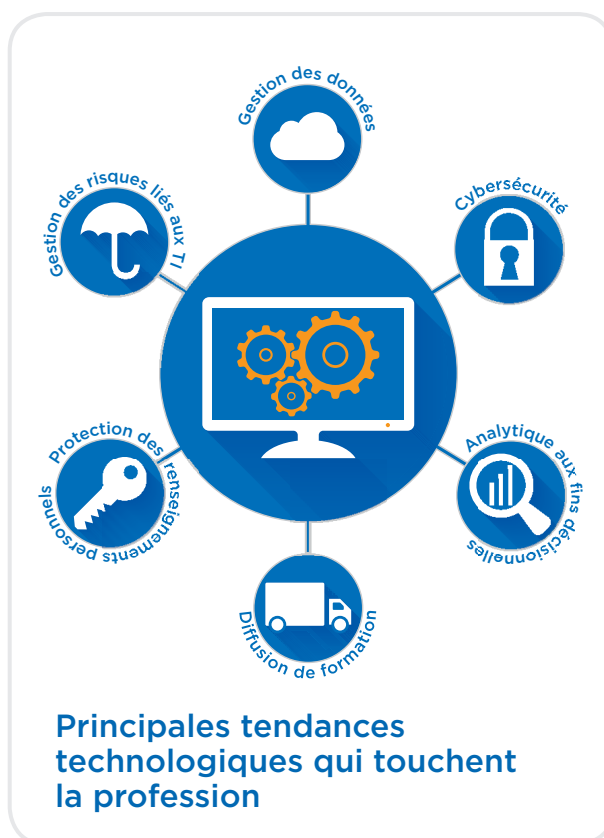 Gestion des données
Cybersécurité
Analytique aux fins décisionnelles
Diffusion de formation
Protection des renseignements personnels
Gestion des risques liés aux TI
Principales tendances
technologiques qui touchent
la profession